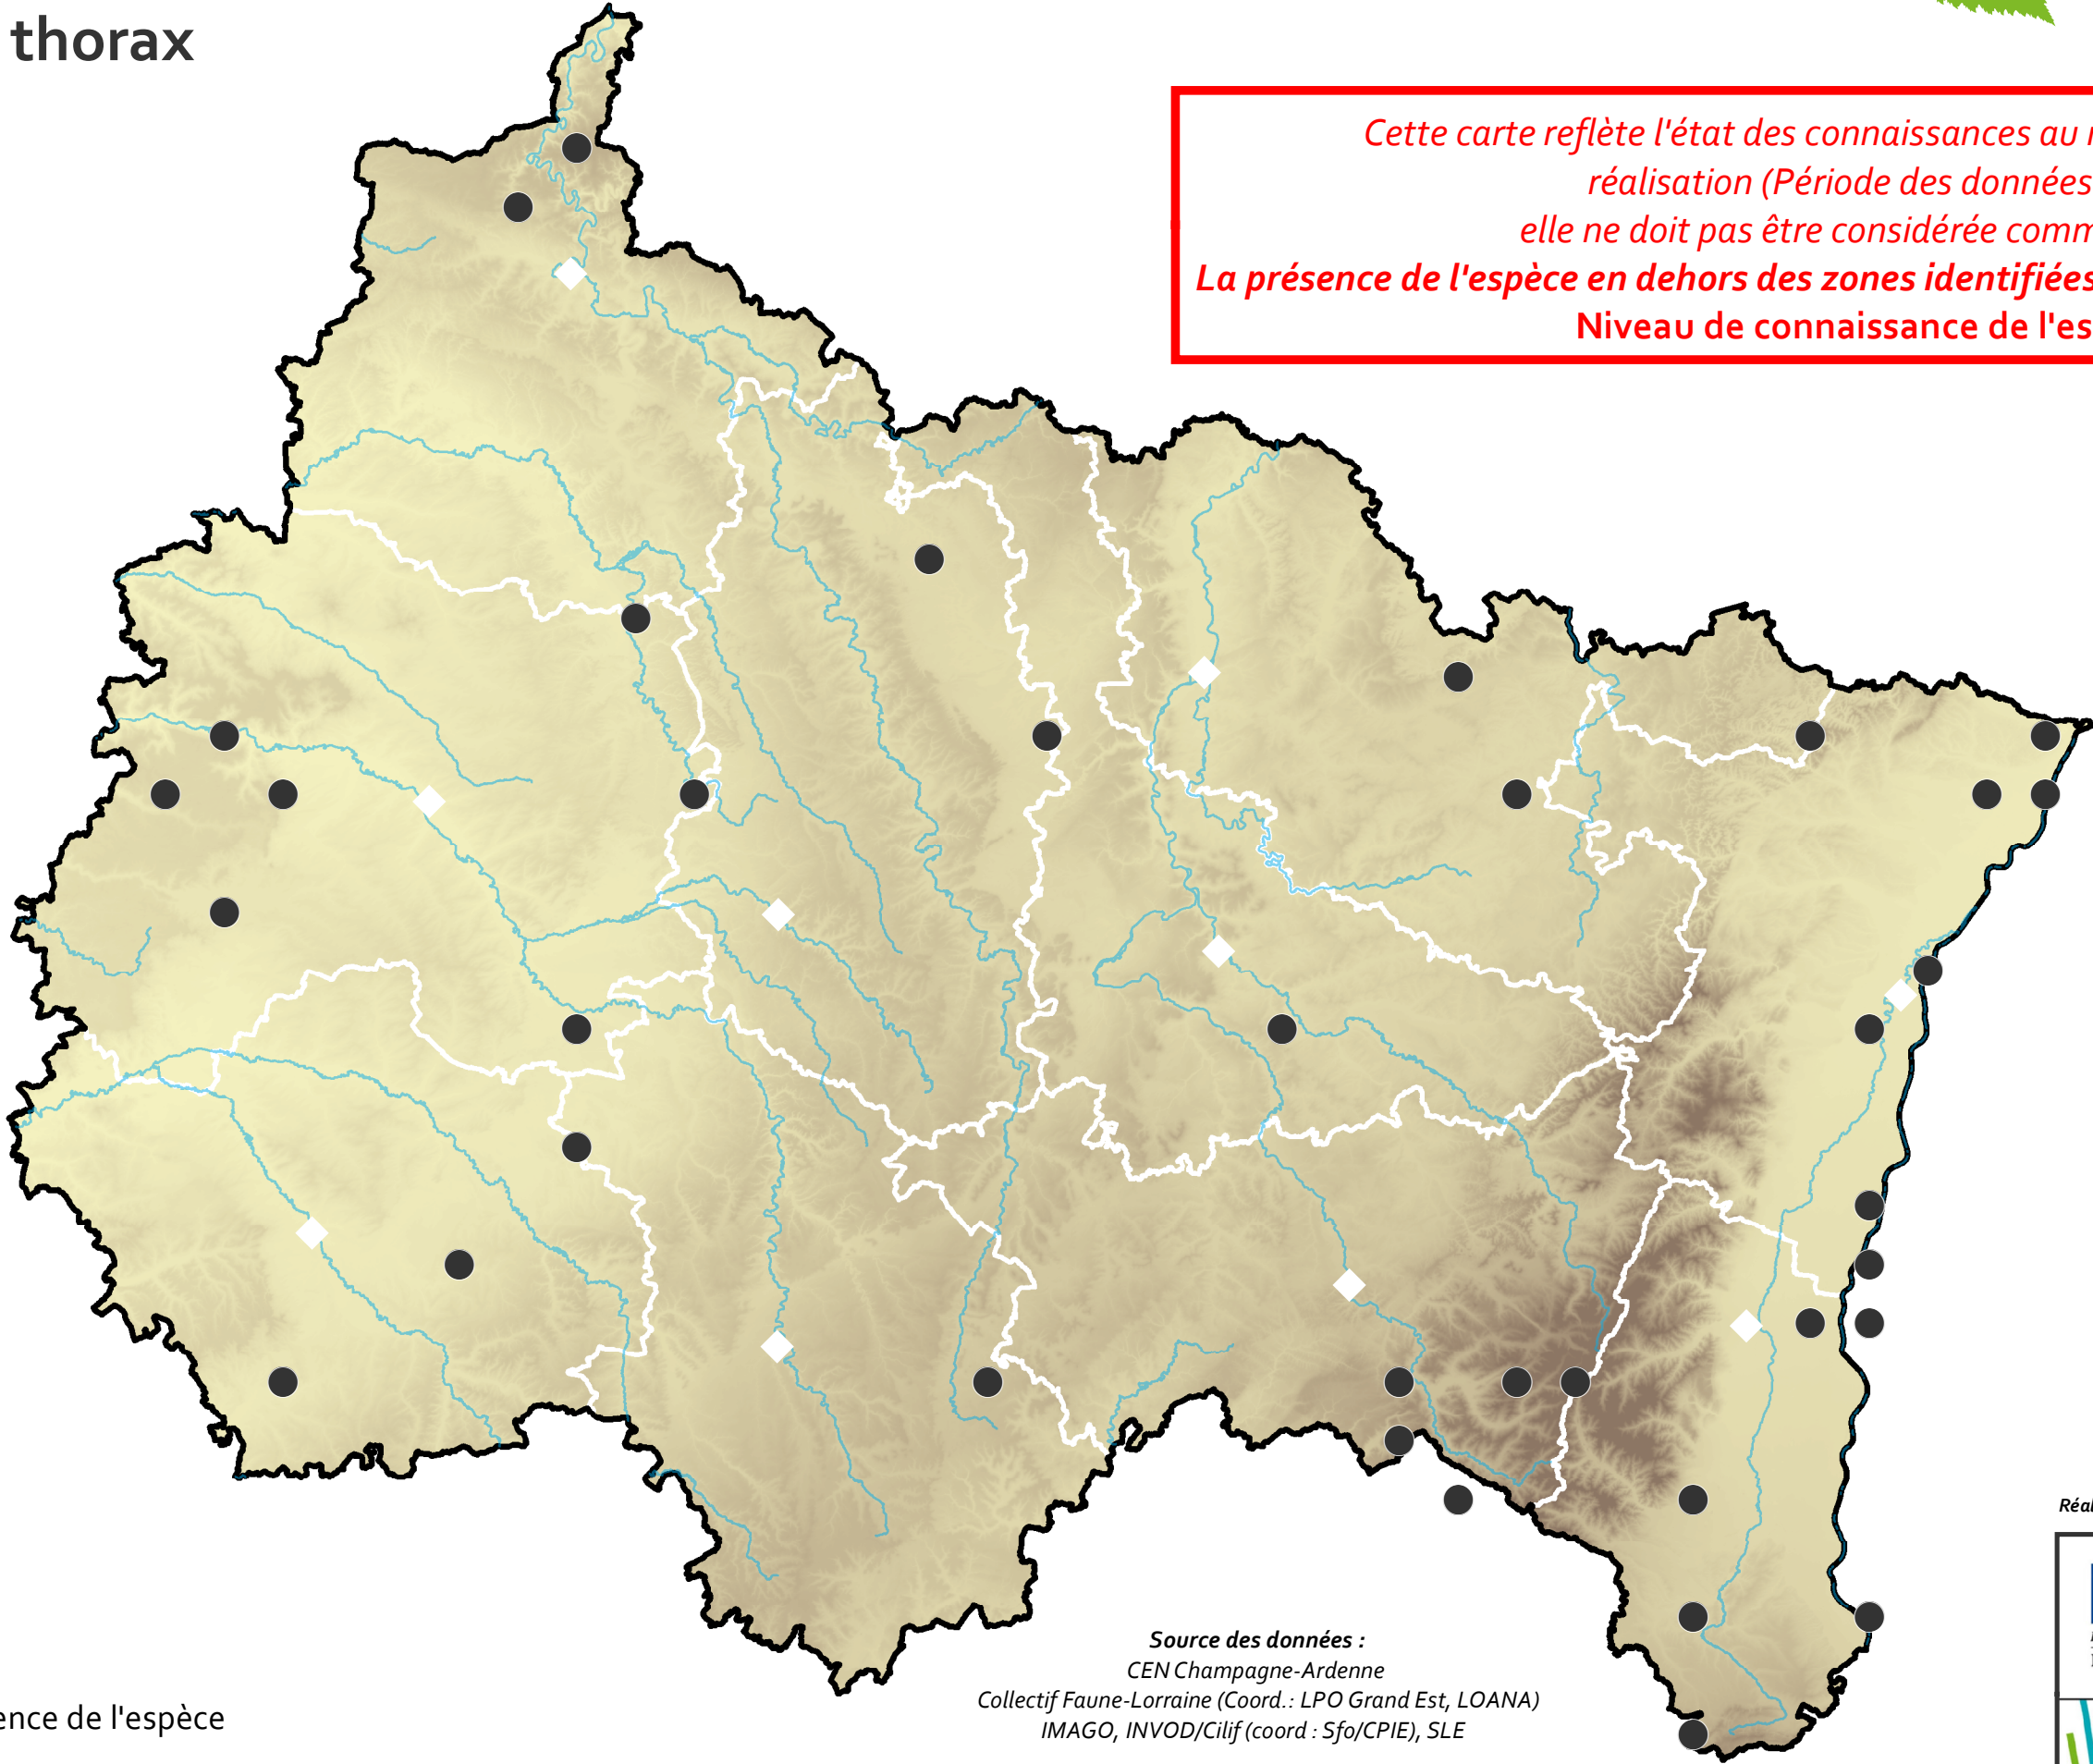 thorax
Cette carte reflète l'état des connaissances au
réalisation (Période des données
elle ne doit pas être considérée comm
La présence de l'espèce en dehors des zones identifiées
Niveau de connaissance de l'es
Réal
Source des données :
CEN Champagne-Ardenne
Collectif Faune-Lorraine (Coord.: LPO Grand Est, LOANA)
IMAGO, INVOD/Cilif (coord : Sfo/CPIE), SLE
ence de l'espèce